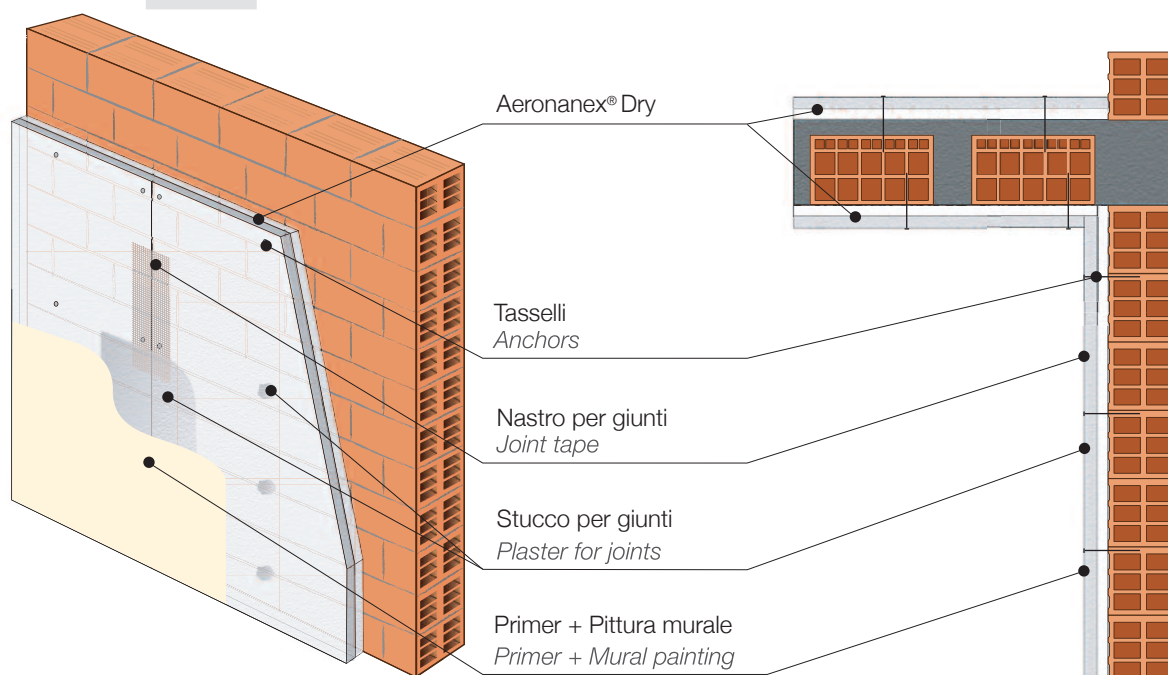 Aeronanex® Dry
Tasselli
Anchors
Nastro per giunti
Joint tape
Stucco per giunti
Plaster for joints
Primer + Pittura murale
Primer + Mural painting